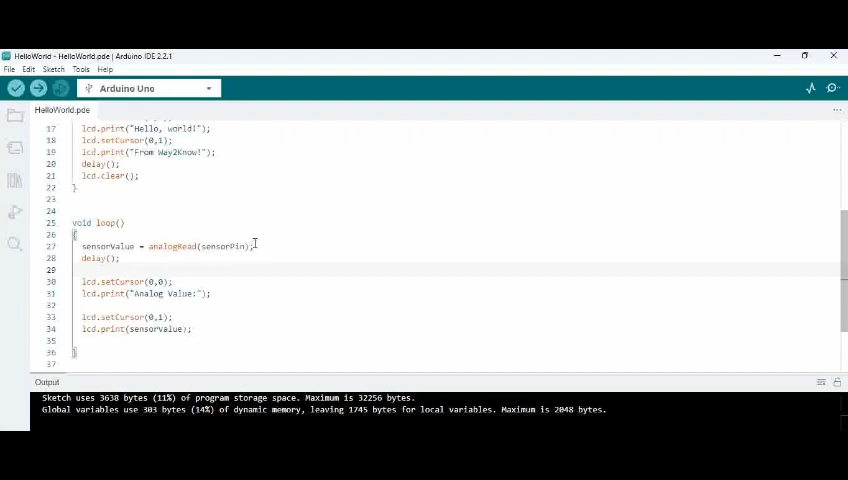 HelloWorld - HelloWorld.pde | Arduino IDE 2.2.1
File Edit Sketch Tools Help
Arduino Uno
HelloWorld.pde
17 lcd.print("Hello, world!");
18 lcd.setCursor(0,1);
19 lcd.print("From Way2Know!");
20 delay();
21 lcd.clear();
22 }
23
24
25 void loop()
26 {
27 sensorValue = analogRead(sensorPin);
28 delay();
29
30 lcd.setCursor(0,0);
31 lcd.print("Analog Value:");
32
33 lcd.setCursor(0,1);
34 lcd.print(sensorValue);
35
36 }
37
Output
Sketch uses 3638 bytes (11%) of program storage space. Maximum is 32256 bytes.
Global variables use 303 bytes (14%) of dynamic memory, leaving 1745 bytes for local variables. Maximum is 2048 bytes.